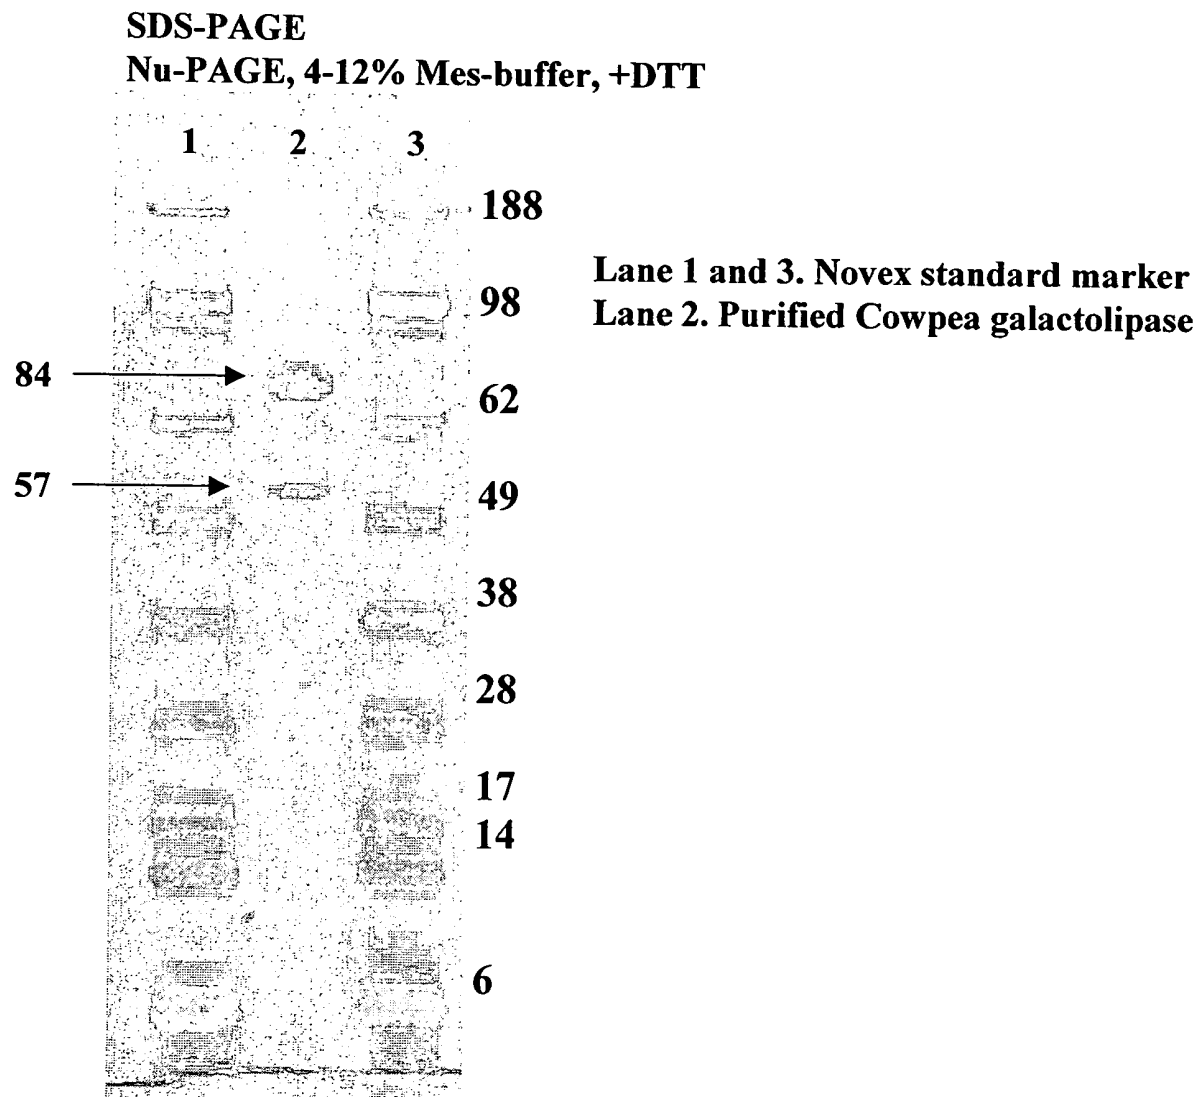 SDS-PAGE
Nu-PAGE, 4-12% Mes-buffer, +DTT
1 2 3
188
Lane 1 and 3. Novex standard marker
98
Lane 2. Purified Cowpea galactolipase
84
62
57
49
38
28
17
14
6